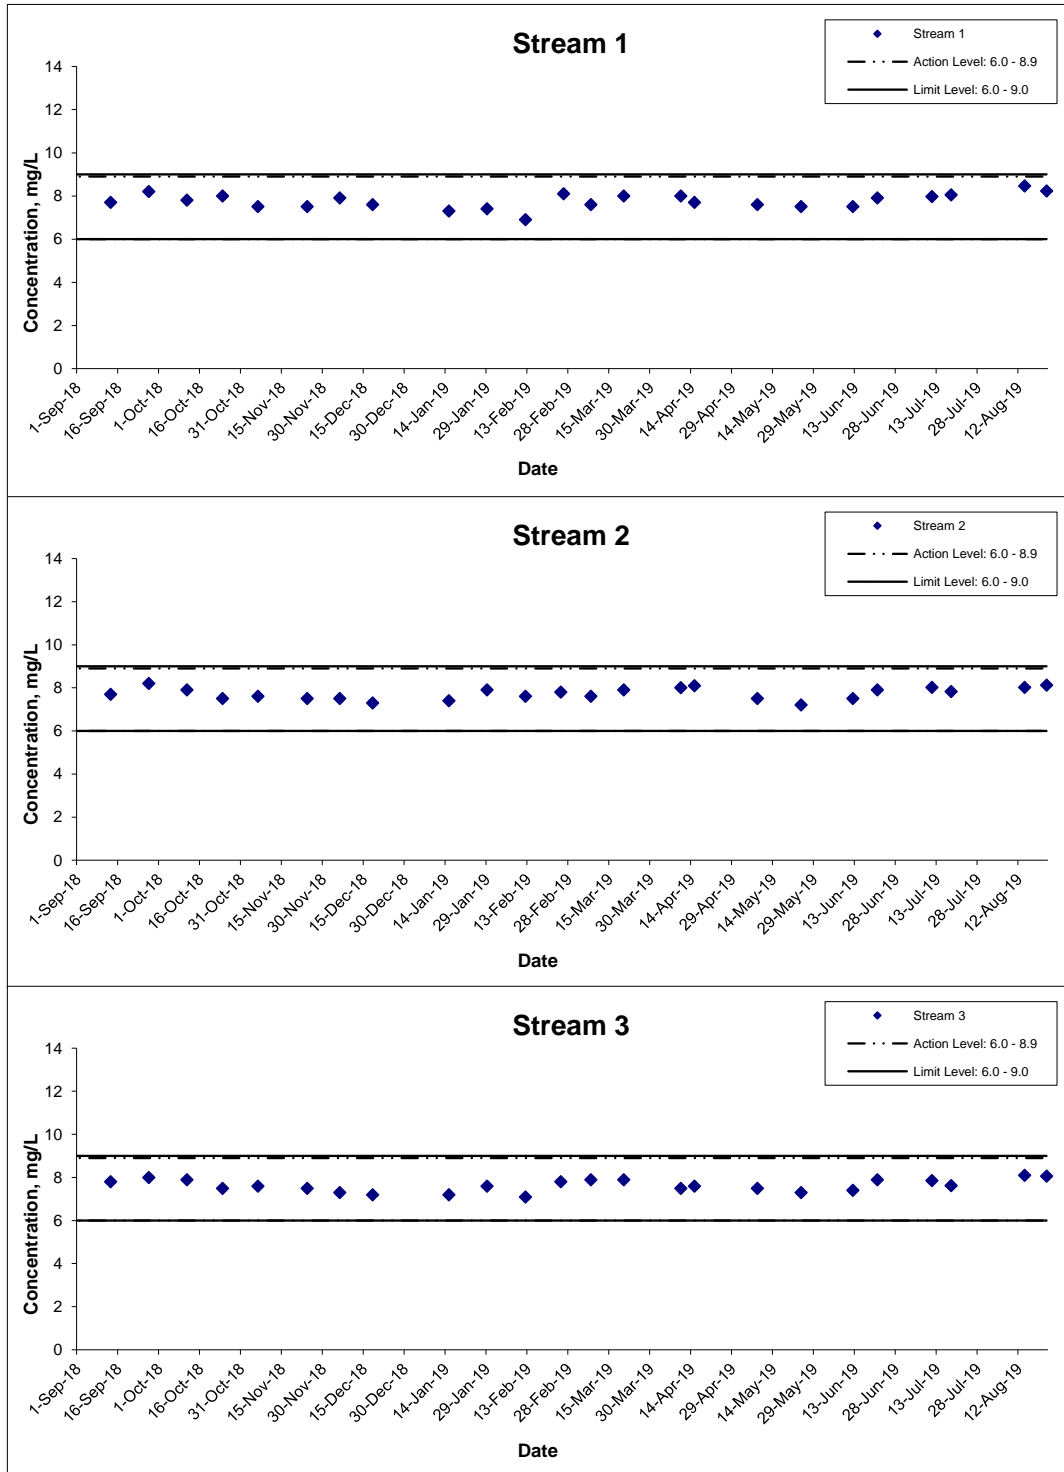 Stream 1
Stream 1
Action Level: 6.0 - 8.9
Limit Level: 6.0 - 9.0
Concentration, mg/L
14
12
10
8
6
4
2
0
1-Sep-18
16-Sep-18
1-Oct-18
16-Oct-18
31-Oct-18
15-Nov-18
30-Nov-18
15-Dec-18
30-Dec-18
14-Jan-19
29-Jan-19
13-Feb-19
28-Feb-19
15-Mar-19
30-Mar-19
14-Apr-19
29-Apr-19
14-May-19
29-May-19
13-Jun-19
28-Jun-19
13-Jul-19
28-Jul-19
12-Aug-19
Date
Stream 2
Stream 2
Action Level: 6.0 - 8.9
Limit Level: 6.0 - 9.0
Concentration, mg/L
14
12
10
8
6
4
2
0
1-Sep-18
16-Sep-18
1-Oct-18
16-Oct-18
31-Oct-18
15-Nov-18
30-Nov-18
15-Dec-18
30-Dec-18
14-Jan-19
29-Jan-19
13-Feb-19
28-Feb-19
15-Mar-19
30-Mar-19
14-Apr-19
29-Apr-19
14-May-19
29-May-19
13-Jun-19
28-Jun-19
13-Jul-19
28-Jul-19
12-Aug-19
Date
Stream 3
Stream 3
Action Level: 6.0 - 8.9
Limit Level: 6.0 - 9.0
Concentration, mg/L
14
12
10
8
6
4
2
0
1-Sep-18
16-Sep-18
1-Oct-18
16-Oct-18
31-Oct-18
15-Nov-18
30-Nov-18
15-Dec-18
30-Dec-18
14-Jan-19
29-Jan-19
13-Feb-19
28-Feb-19
15-Mar-19
30-Mar-19
14-Apr-19
29-Apr-19
14-May-19
29-May-19
13-Jun-19
28-Jun-19
13-Jul-19
28-Jul-19
12-Aug-19
Date